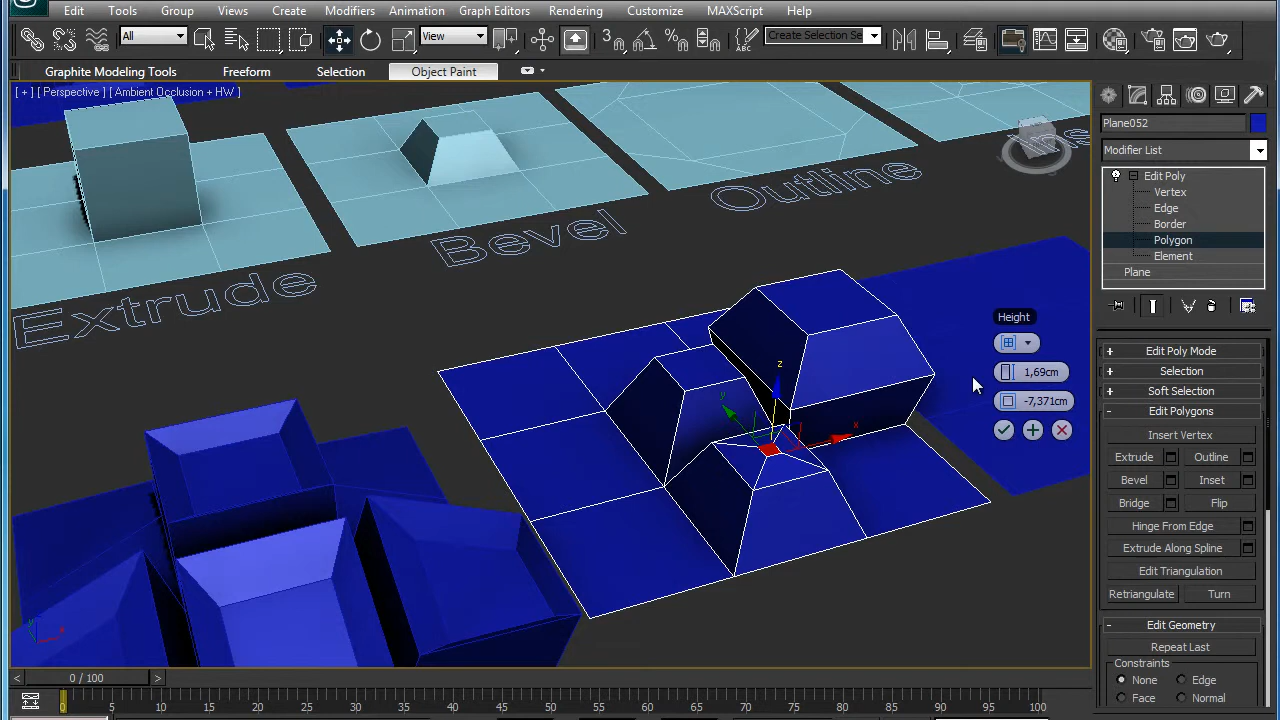 Edit Tools Group Views Create Modifiers Animation Graph Editors Rendering Customize MAXScript Help
All View 3 Create Selection Se
Graphite Modeling Tools Freeform Selection Object Paint
[ + ] [ Perspective ] [ Ambient Occlusion + HW ]
Extrude
Bevel
Outline
z
y
x
Height
1,69cm
-7,371cm
Plane052
Modifier List
Edit Poly
Vertex
Edge
Border
Polygon
Element
Plane
+ Edit Poly Mode
+ Selection
+ Soft Selection
- Edit Polygons
Insert Vertex
Extrude Outline
Bevel Inset
Bridge Flip
Hinge From Edge
Extrude Along Spline
Edit Triangulation
Retriangulate Turn
- Edit Geometry
Repeat Last
Constraints
None Edge
Face Normal
< 0 / 100 >
0 5 10 15 20 25 30 35 40 45 50 55 60 65 70 75 80 85 90 95 100